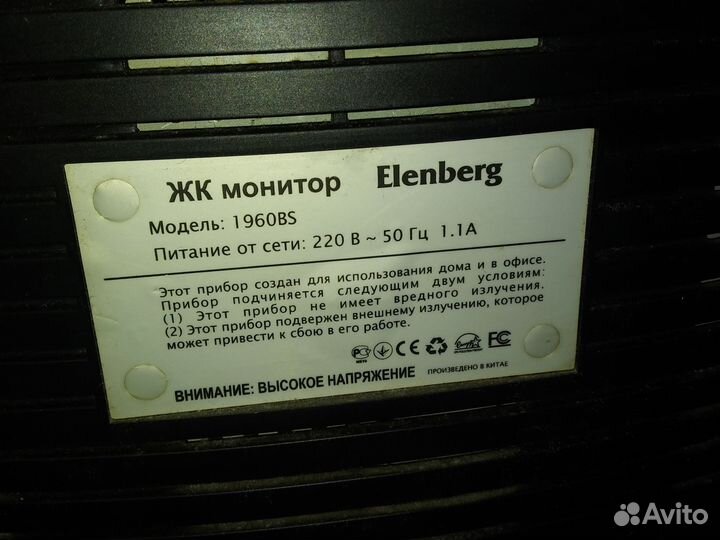 ЖК монитор Elenberg
Модель: 1960BS
Питание от сети: 220 В ~ 50 Гц 1.1А
Этот прибор создан для использования дома и в офисе.
Прибор подчиняется следующим двум условиям:
(1) Этот прибор не имеет вредного излучения.
(2) Этот прибор подвержен внешнему излучению, которое
может привести к сбою в его работе.
CE FC
ВНИМАНИЕ: ВЫСОКОЕ НАПРЯЖЕНИЕ ПРОИЗВЕДЕНО В КИТАЕ
Avito